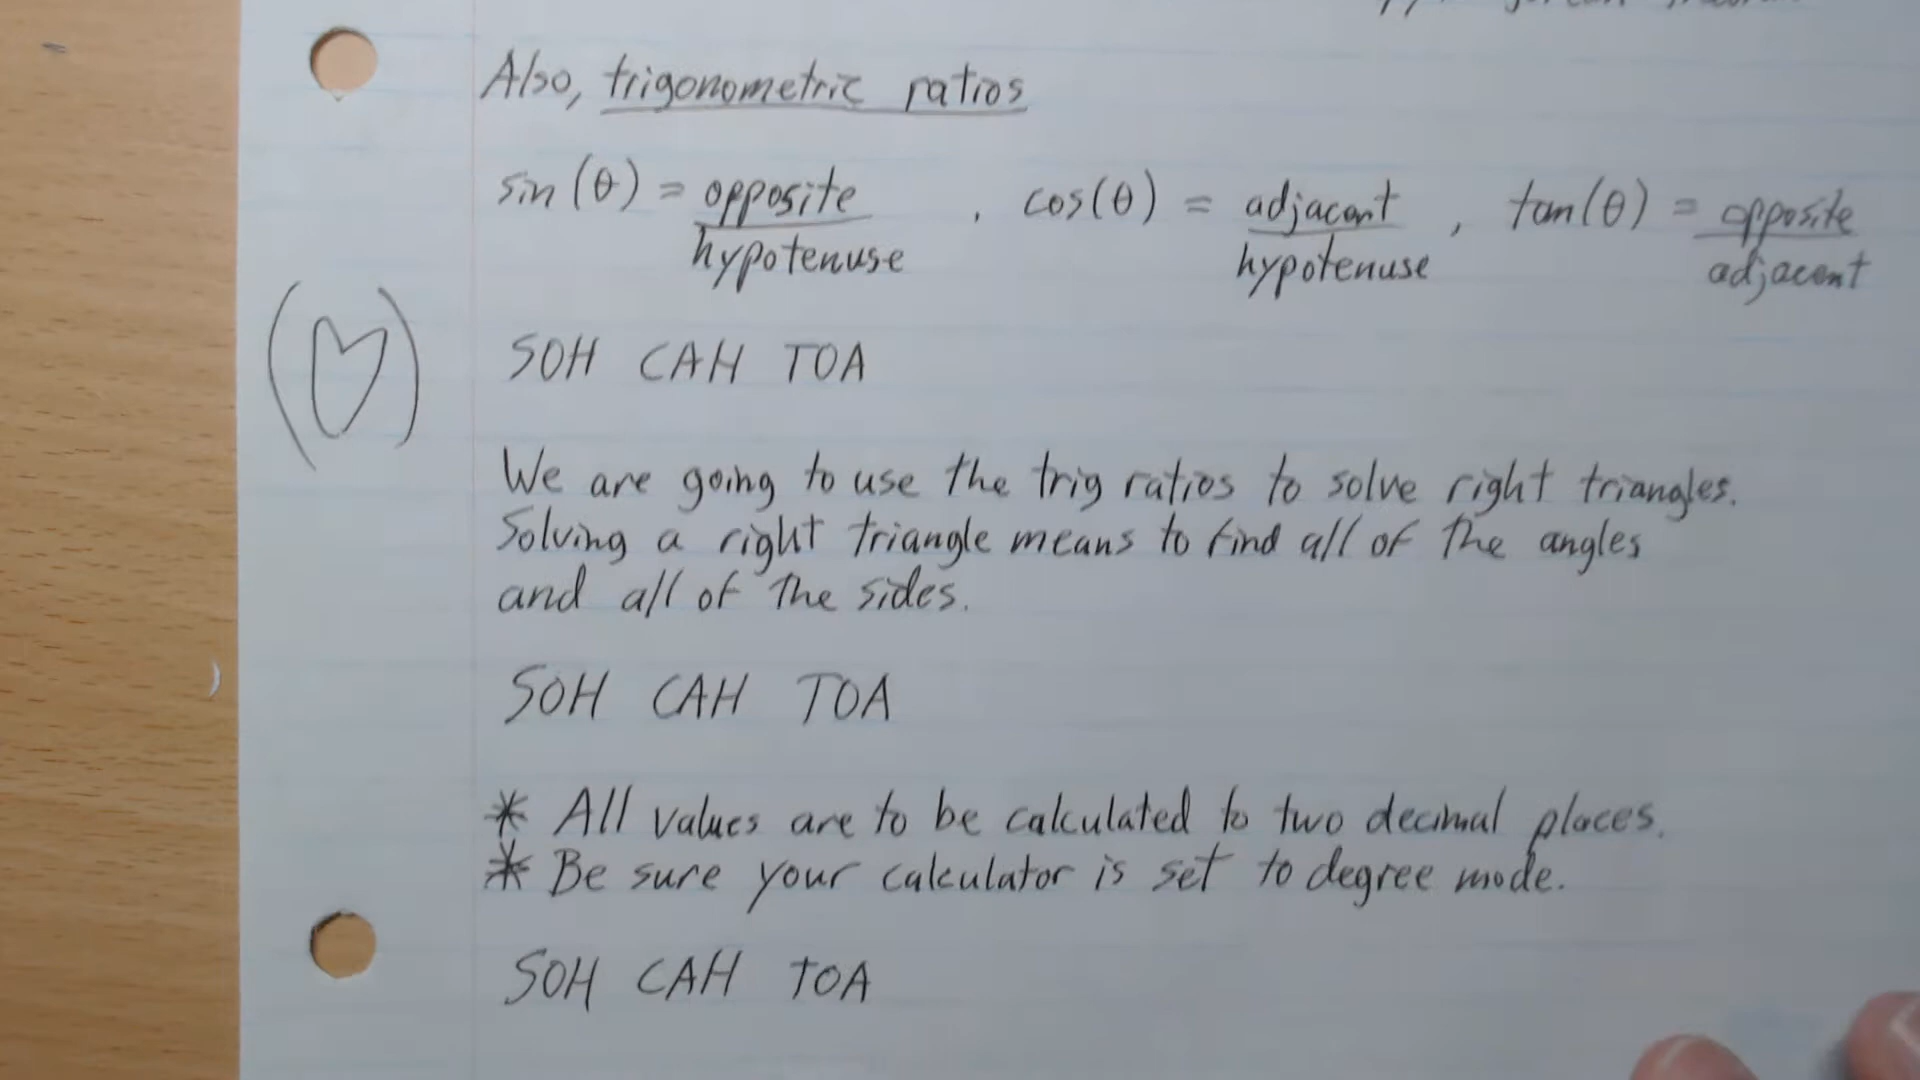 Also, trigonometric ratios
sin(θ) = opposite/hypotenuse , cos(θ) = adjacent/hypotenuse , tan(θ) = opposite/adjacent
SOH CAH TOA
We are going to use the trig ratios to solve right triangles.
Solving a right triangle means to find all of the angles
and all of the sides.
SOH CAH TOA
* All values are to be calculated to two decimal places.
* Be sure your calculator is set to degree mode.
SOH CAH TOA